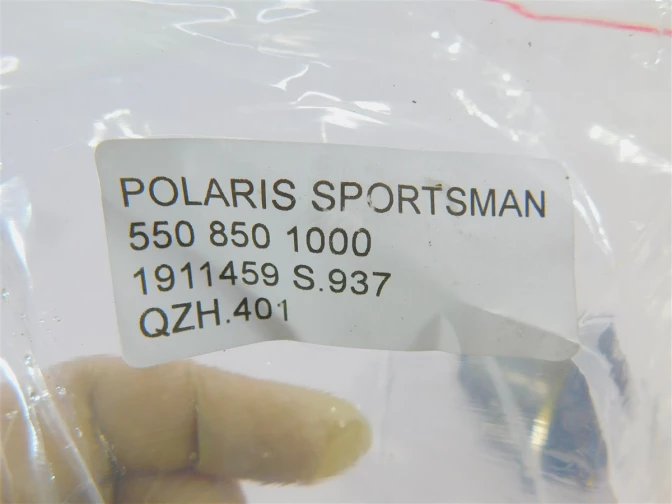 POLARIS SPORTSMAN
550 850 1000
1911459 S.937
QZH.401